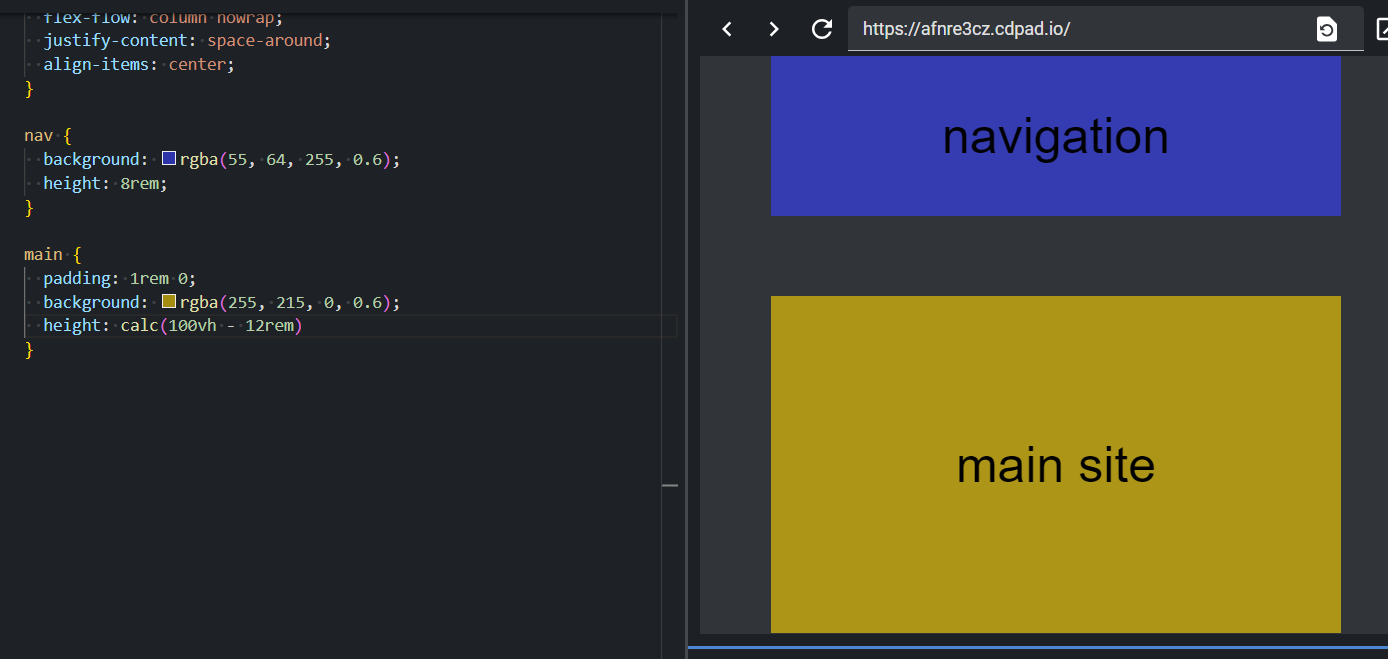 flex-flow: column nowrap;
justify-content: space-around;
align-items: center;
}
nav {
background: rgba(55, 64, 255, 0.6);
height: 8rem;
}
main {
padding: 1rem 0;
background: rgba(255, 215, 0, 0.6);
height: calc(100vh - 12rem)
}
https://afnre3cz.cdpad.io/
navigation
main site